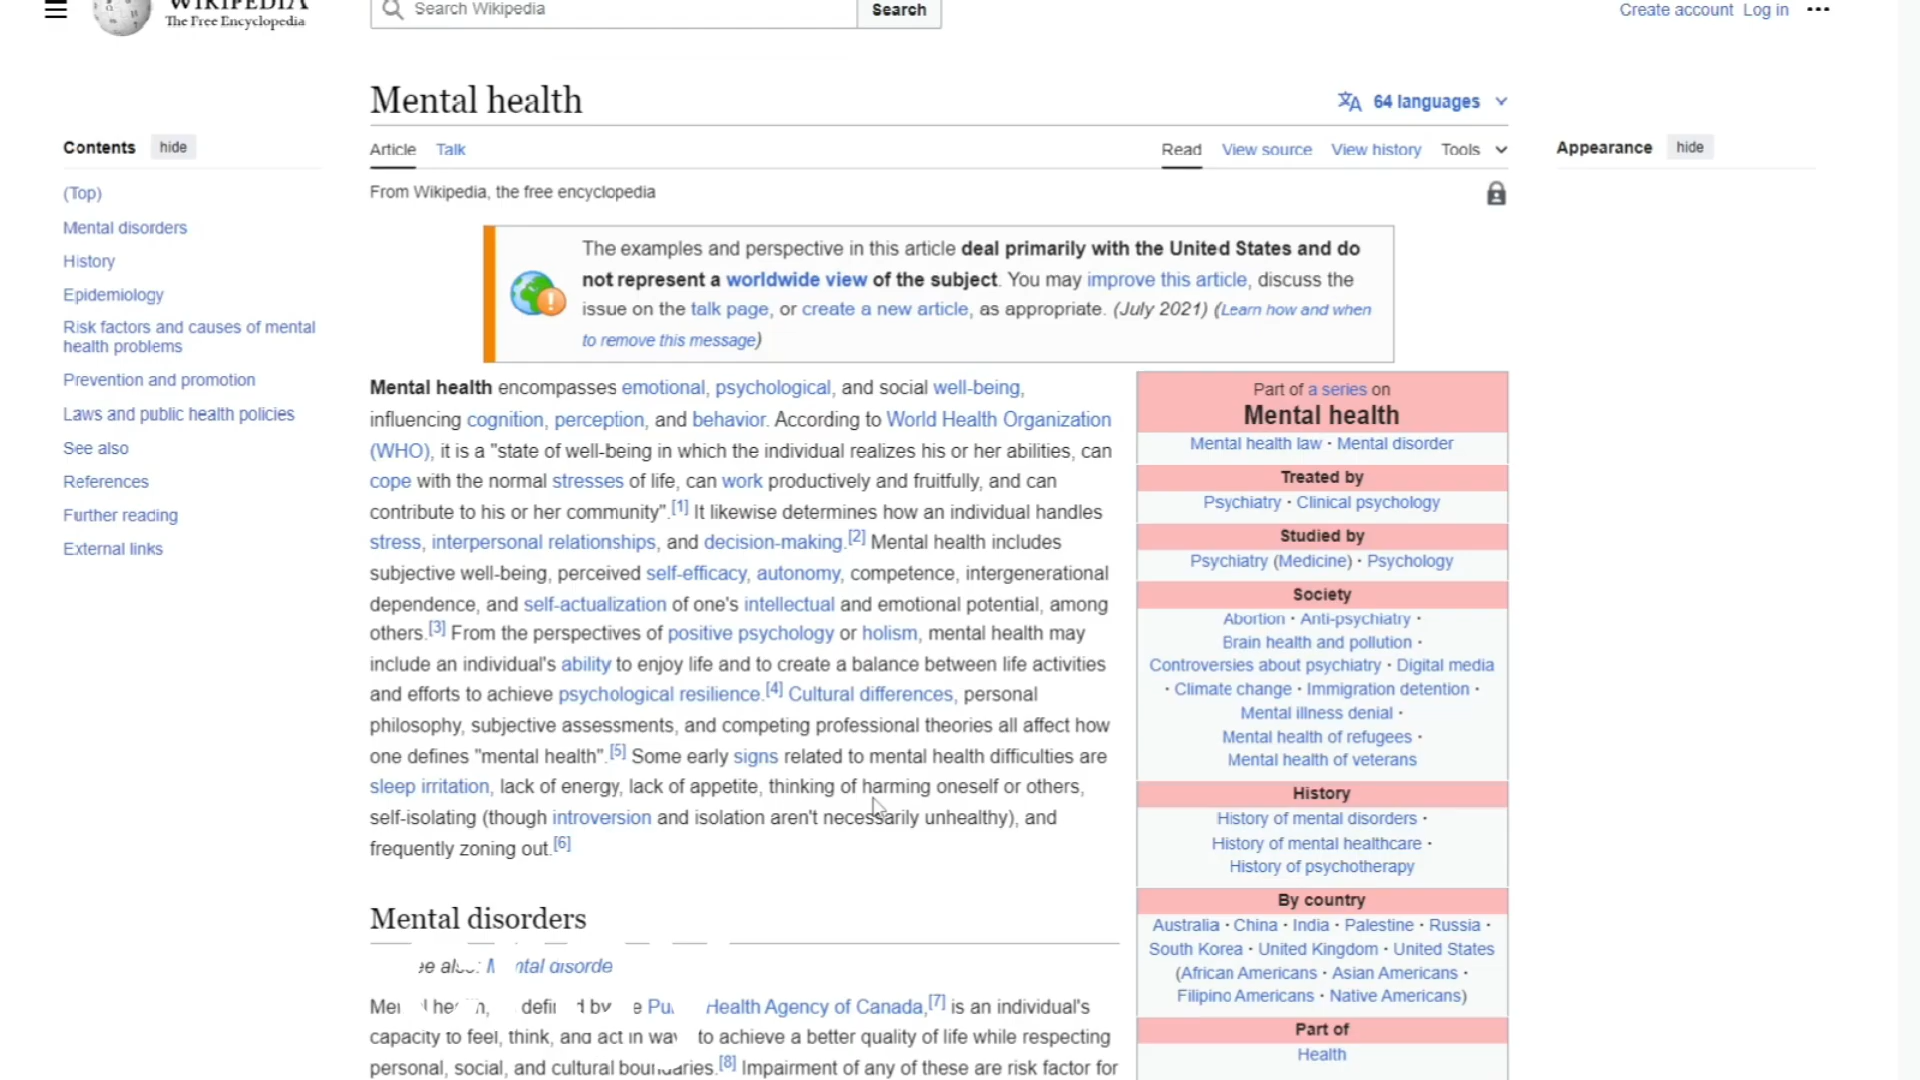 WIKIPEDIA
The Free Encyclopedia
Search Wikipedia
Search
Create account Log in
Mental health
64 languages
Contents hide
(Top)
Mental disorders
History
Epidemiology
Risk factors and causes of mental
health problems
Prevention and promotion
Laws and public health policies
See also
References
Further reading
External links
Article Talk
Read View source View history Tools
Appearance hide
From Wikipedia, the free encyclopedia
The examples and perspective in this article deal primarily with the United States and do
not represent a worldwide view of the subject. You may improve this article, discuss the
issue on the talk page, or create a new article, as appropriate. (July 2021) (Learn how and when
to remove this message)
Mental health encompasses emotional, psychological, and social well-being,
influencing cognition, perception, and behavior. According to World Health Organization
(WHO), it is a "state of well-being in which the individual realizes his or her abilities, can
cope with the normal stresses of life, can work productively and fruitfully, and can
contribute to his or her community".[1] It likewise determines how an individual handles
stress, interpersonal relationships, and decision-making.[2] Mental health includes
subjective well-being, perceived self-efficacy, autonomy, competence, intergenerational
dependence, and self-actualization of one's intellectual and emotional potential, among
others.[3] From the perspectives of positive psychology or holism, mental health may
include an individual's ability to enjoy life and to create a balance between life activities
and efforts to achieve psychological resilience.[4] Cultural differences, personal
philosophy, subjective assessments, and competing professional theories all affect how
one defines "mental health".[5] Some early signs related to mental health difficulties are
sleep irritation, lack of energy, lack of appetite, thinking of harming oneself or others,
self-isolating (though introversion and isolation aren't necessarily unhealthy), and
frequently zoning out.[6]
Mental disorders
Health Agency of Canada,[7] is an individual's
capacity to feel, think, and act in to achieve a better quality of life while respecting
personal, social, and cultural boundaries.[8] Impairment of any of these are risk factor for
Part of a series on
Mental health
Mental health law · Mental disorder
Treated by
Psychiatry · Clinical psychology
Studied by
Psychiatry (Medicine) · Psychology
Society
Abortion · Anti-psychiatry ·
Brain health and pollution ·
Controversies about psychiatry · Digital media
· Climate change · Immigration detention ·
Mental illness denial ·
Mental health of refugees ·
Mental health of veterans
History
History of mental disorders ·
History of mental healthcare ·
History of psychotherapy
By country
Australia · China · India · Palestine · Russia ·
South Korea · United Kingdom · United States
(African Americans · Asian Americans ·
Filipino Americans · Native Americans)
Part of
Health